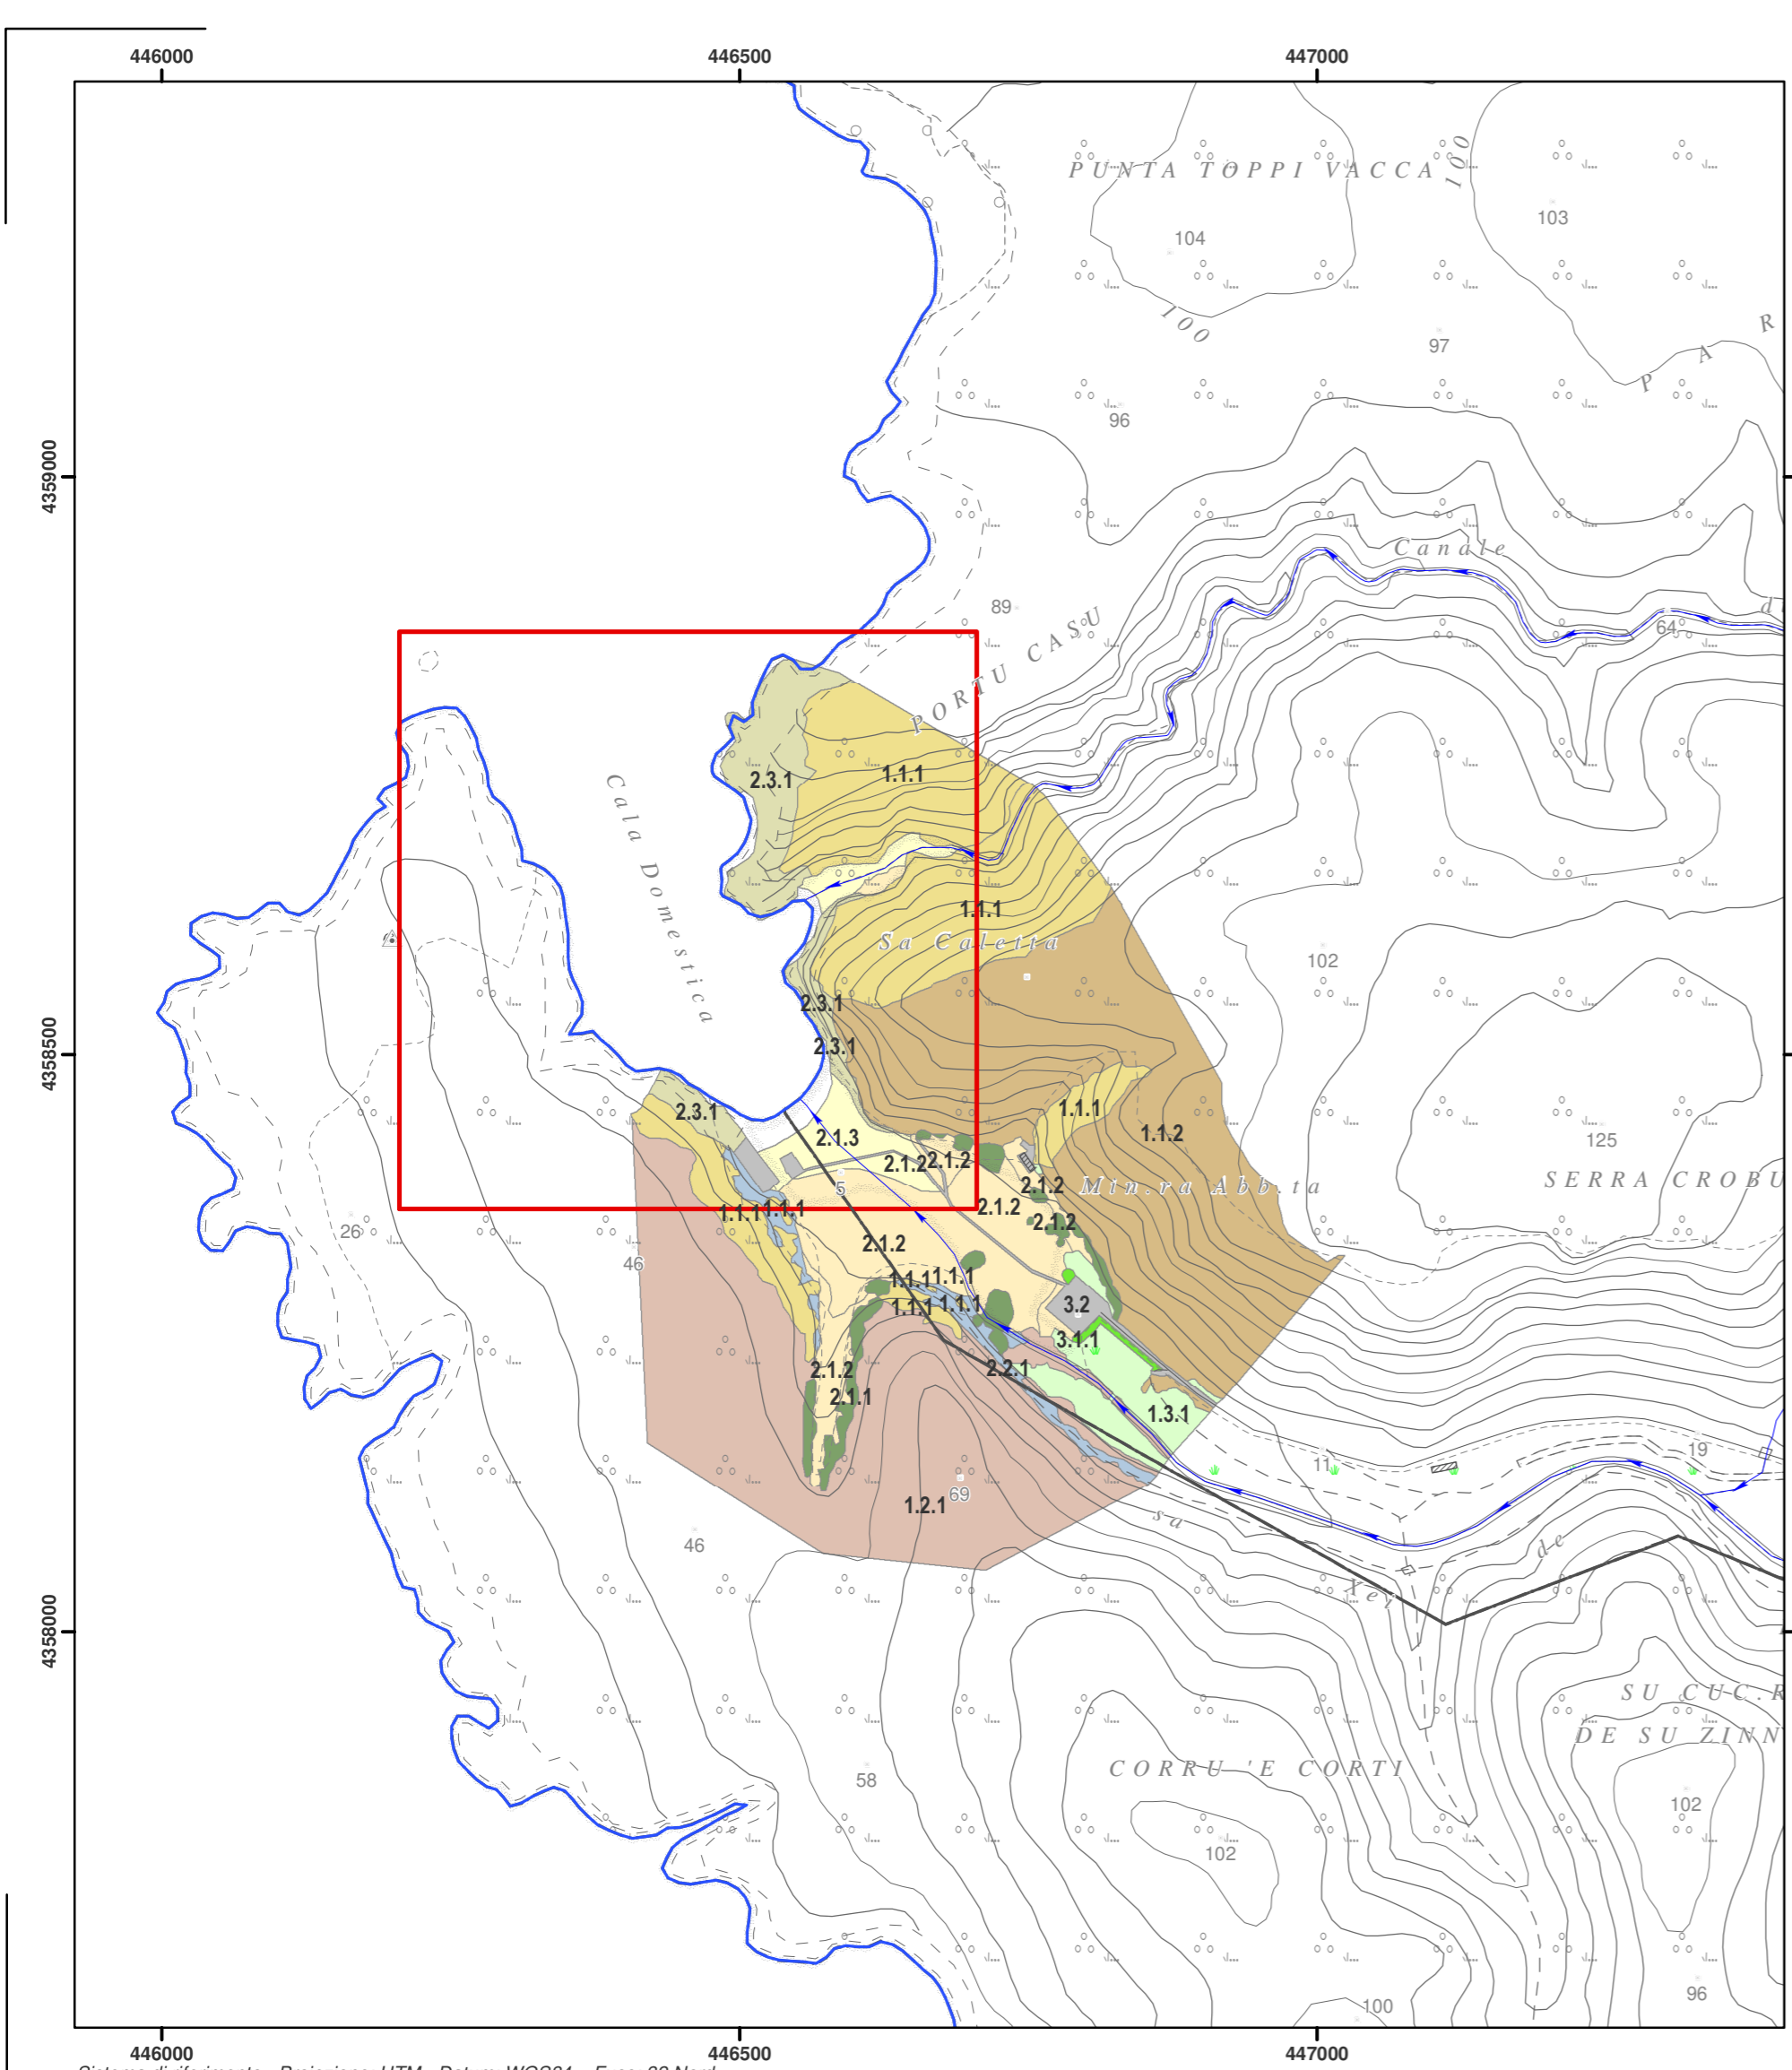 446000 446500 447000
PUNTA TOPPI VACCA
100
103
104
100
R
A
P
97
96
4359000
Canale
d
64
89
PORTU CASU
Cala Domestica
2.3.1
1.1.1
1.1.1
Sa Caletta
102
2.3.1
2.3.1
4358500
2.3.1
1.1.1
1.1.2
2.1.3
125
2.1.2 2.1.2
5
2.1.2
Min.ra Abb.ta
SERRA CROBU
1.1.1 1.1.1
2.1.2
2.1.2
26
2.1.2
46
1.1.1 1.1.1
1.1.1 1.1.1
3.2
3.1.1
2.1.2
2.2.1
2.1.1
1.3.1
19
11
69
1.2.1
sa
46
de
Xei
4358000
SU CUC.R
DE SU ZINN
CORRU 'E CORTI
58
102
102
96
100
446000 446500 447000